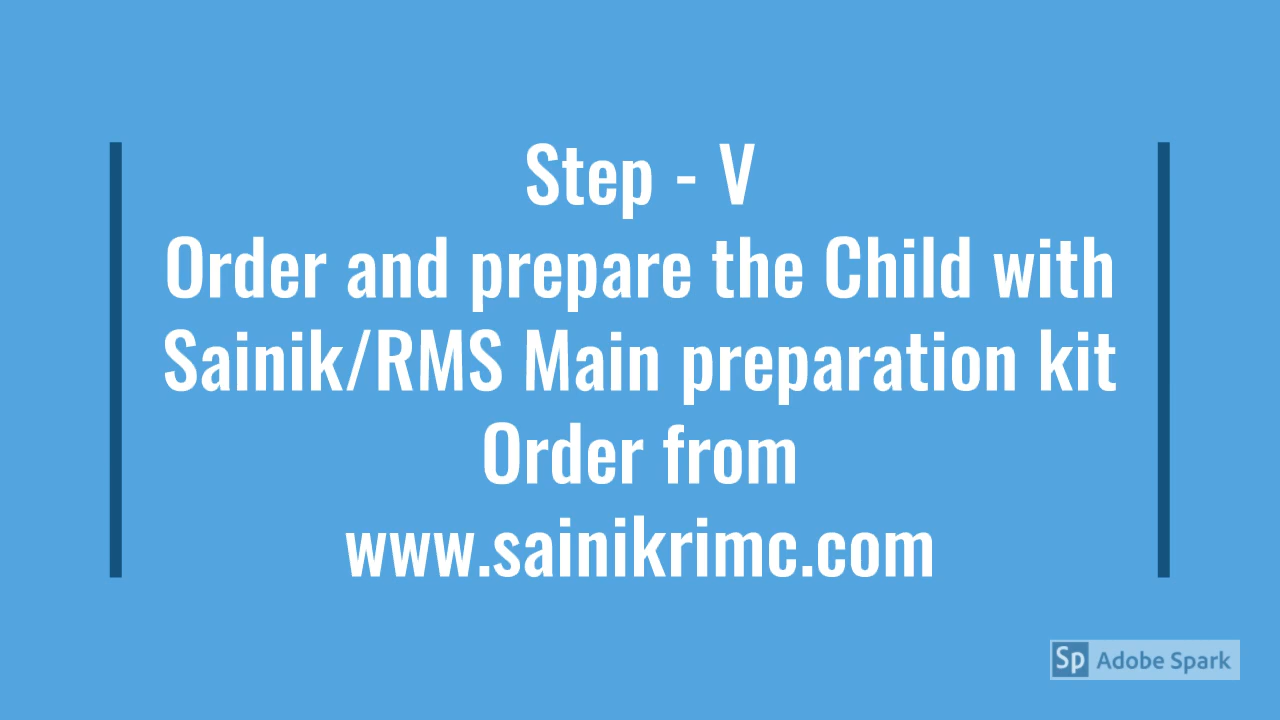 Step - V
Order and prepare the Child with
Sainik/RMS Main preparation kit
Order from
www.sainikrimc.com
Sp Adobe Spark